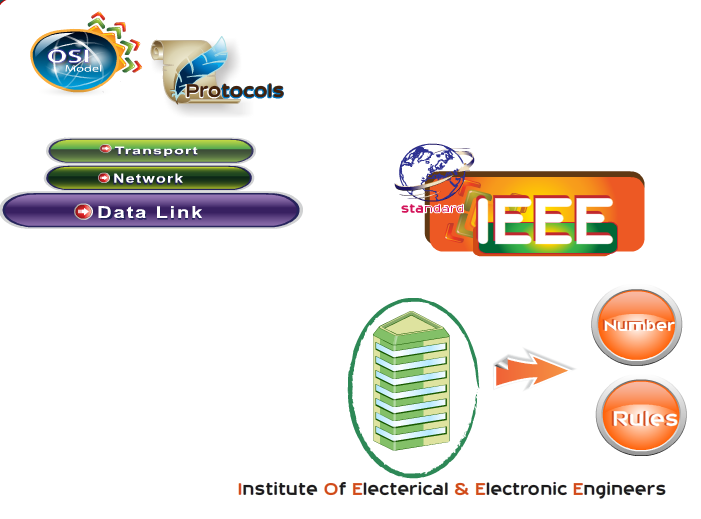 OSI
Model
Protocols
Transport
Network
Data Link
standard
IEEE
Number
Rules
Institute Of Electerical & Electronic Engineers